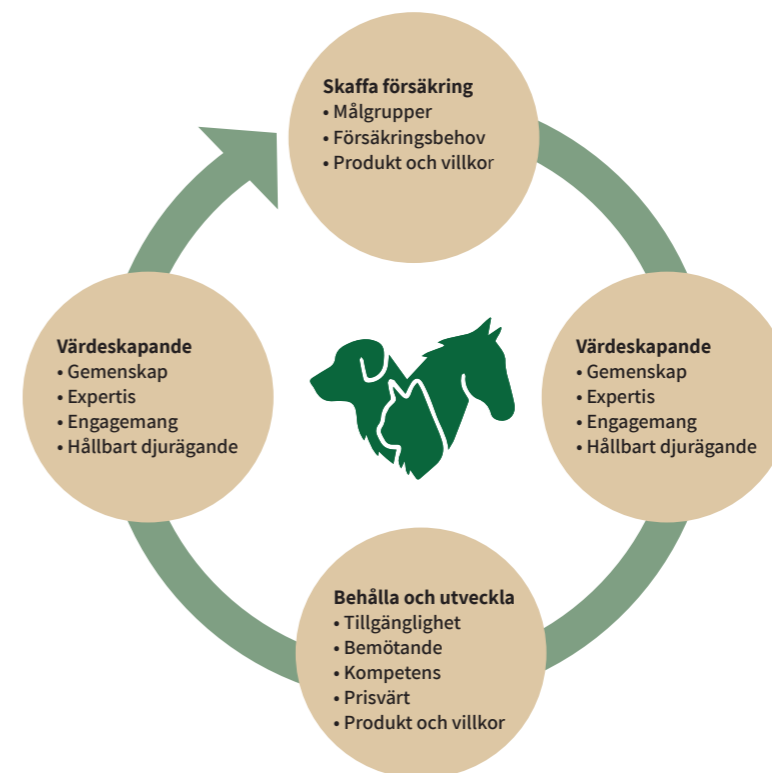 Skaffa försäkring
• Målgrupper
• Försäkringsbehov
• Produkt och villkor
Värdeskapande
• Gemenskap
• Expertis
• Engagemang
• Hållbart djurägande
Värdeskapande
• Gemenskap
• Expertis
• Engagemang
• Hållbart djurägande
Behålla och utveckla
• Tillgänglighet
• Bemötande
• Kompetens
• Prisvärt
• Produkt och villkor